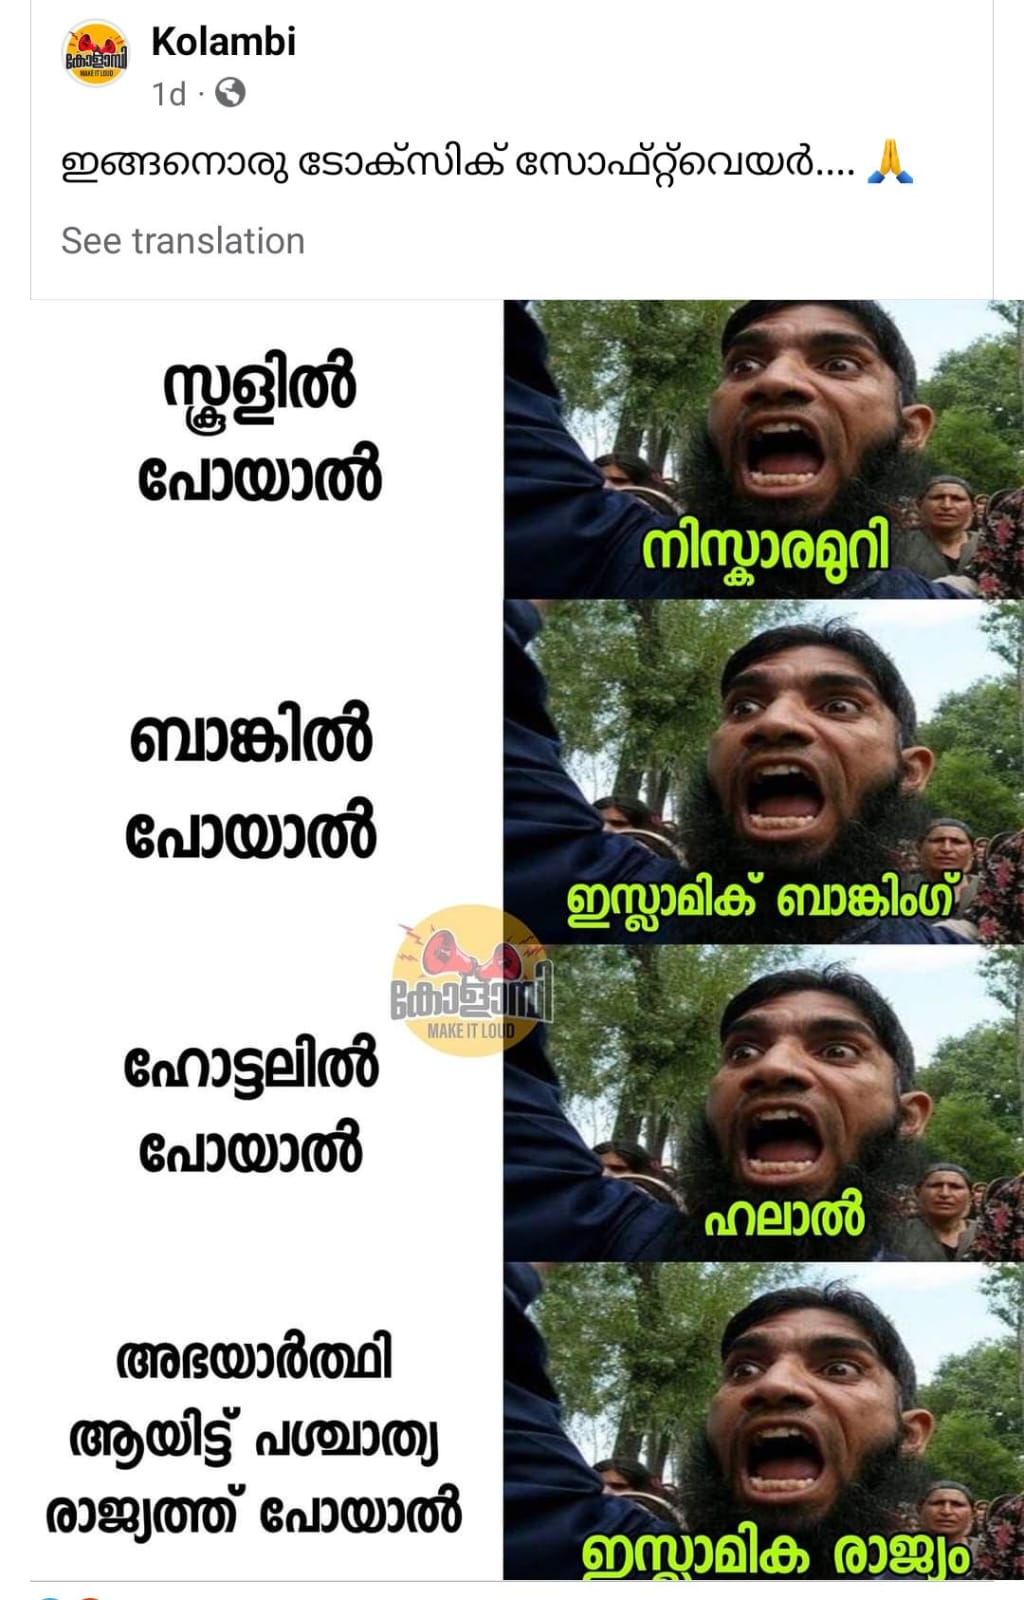 Kolambi
1d ·
ഇങ്ങനൊരു ടോക്സിക് സോഫ്റ്റ്‌വെയർ.... 🙏
See translation
സ്കൂളിൽ
പോയാൽ
നിസ്കാരമുറി
ബാങ്കിൽ
പോയാൽ
ഇസ്ലാമിക് ബാങ്കിംഗ്
കോളാമ്പി
MAKE IT LOUD
ഹോട്ടലിൽ
പോയാൽ
ഹലാൽ
അഭയാർത്ഥി
ആയിട്ട് പശ്ചാത്യ
രാജ്യത്ത് പോയാൽ
ഇസ്ലാമിക രാജ്യം